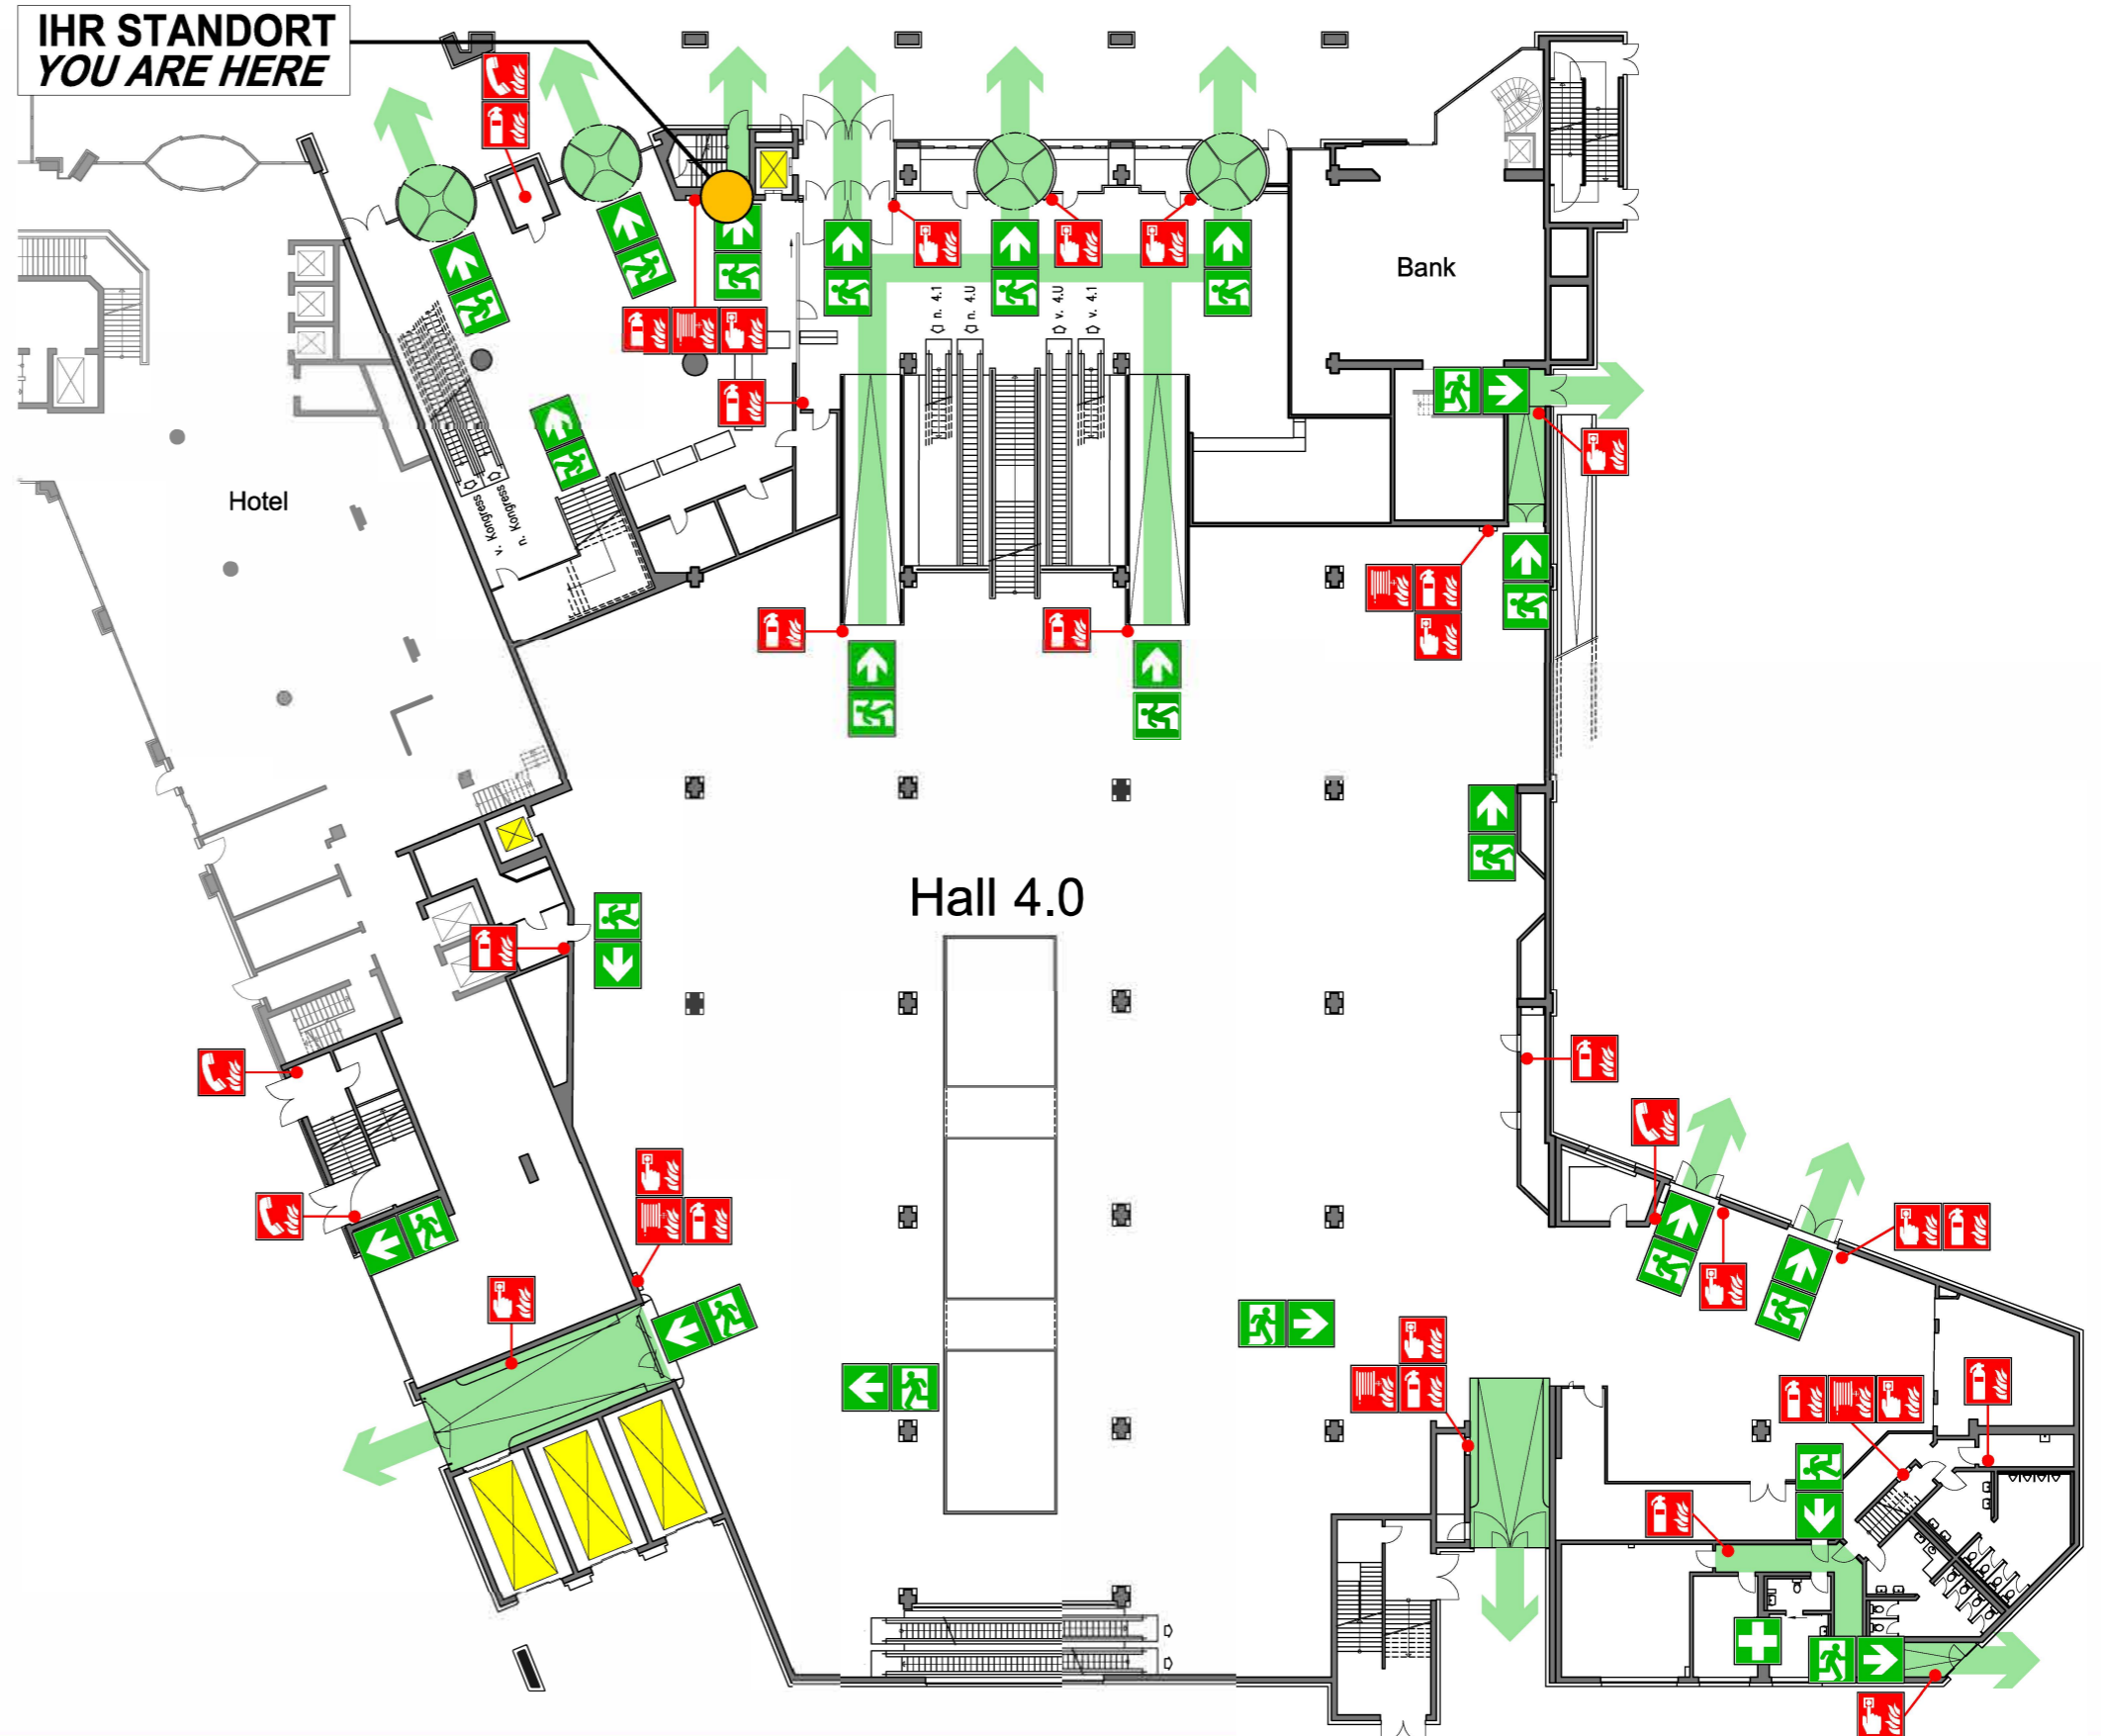 IHR STANDORT
YOU ARE HERE
Bank
n. 4.1
n. 4.U
v. 4.U
v. 4.1
Hotel
v. Kongress
n. Kongress
Hall 4.0